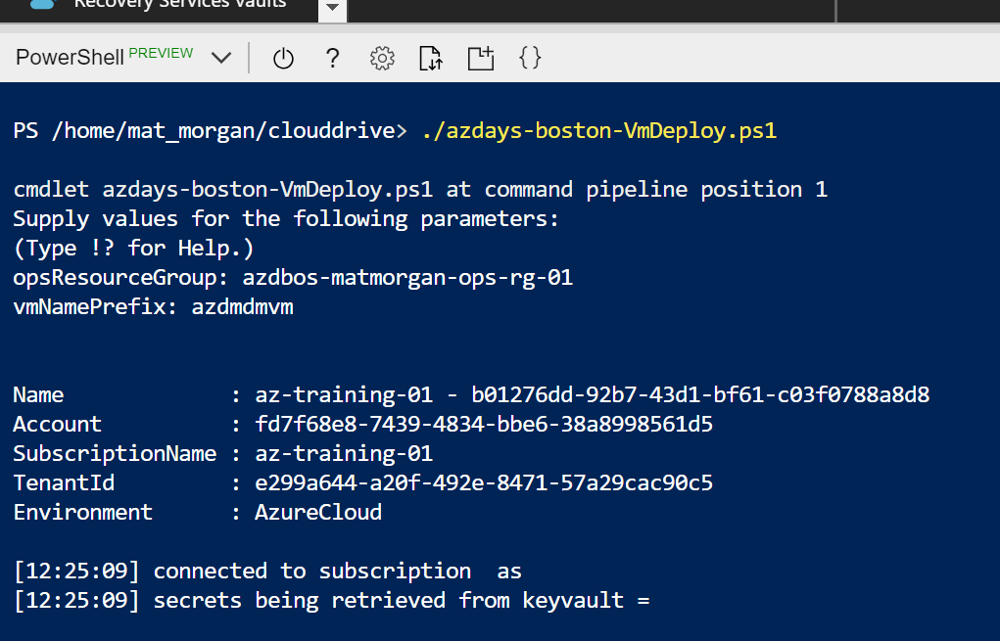 Recovery Services vaults
PowerShell PREVIEW
?
{}
PS /home/mat_morgan/clouddrive> ./azdays-boston-VmDeploy.ps1
cmdlet azdays-boston-VmDeploy.ps1 at command pipeline position 1
Supply values for the following parameters:
(Type !? for Help.)
opsResourceGroup: azdbos-matmorgan-ops-rg-01
vmNamePrefix: azdmdmvm
Name             : az-training-01 - b01276dd-92b7-43d1-bf61-c03f0788a8d8
Account          : fd7f68e8-7439-4834-bbe6-38a8998561d5
SubscriptionName : az-training-01
TenantId         : e299a644-a20f-492e-8471-57a29cac90c5
Environment      : AzureCloud
[12:25:09] connected to subscription  as
[12:25:09] secrets being retrieved from keyvault =